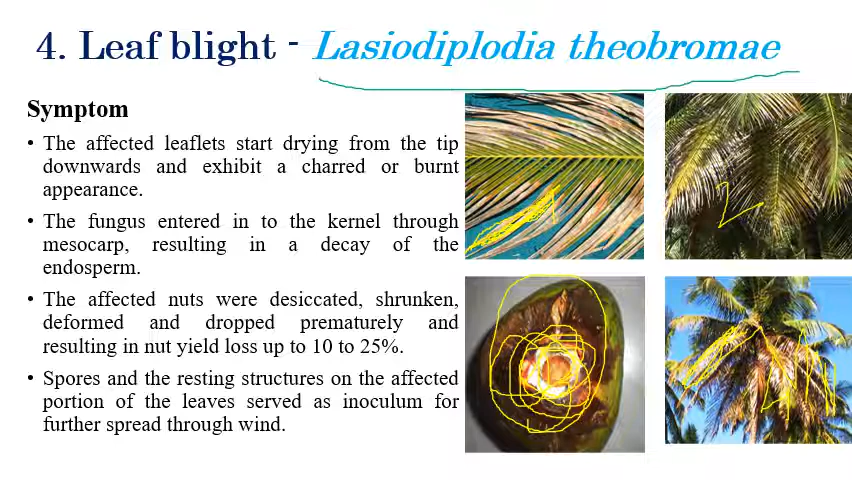 4. Leaf blight - Lasiodiplodia theobromae
Symptom
• The affected leaflets start drying from the tip
downwards and exhibit a charred or burnt
appearance.
• The fungus entered in to the kernel through
mesocarp, resulting in a decay of the
endosperm.
• The affected nuts were desiccated, shrunken,
deformed and dropped prematurely and
resulting in nut yield loss up to 10 to 25%.
• Spores and the resting structures on the affected
portion of the leaves served as inoculum for
further spread through wind.